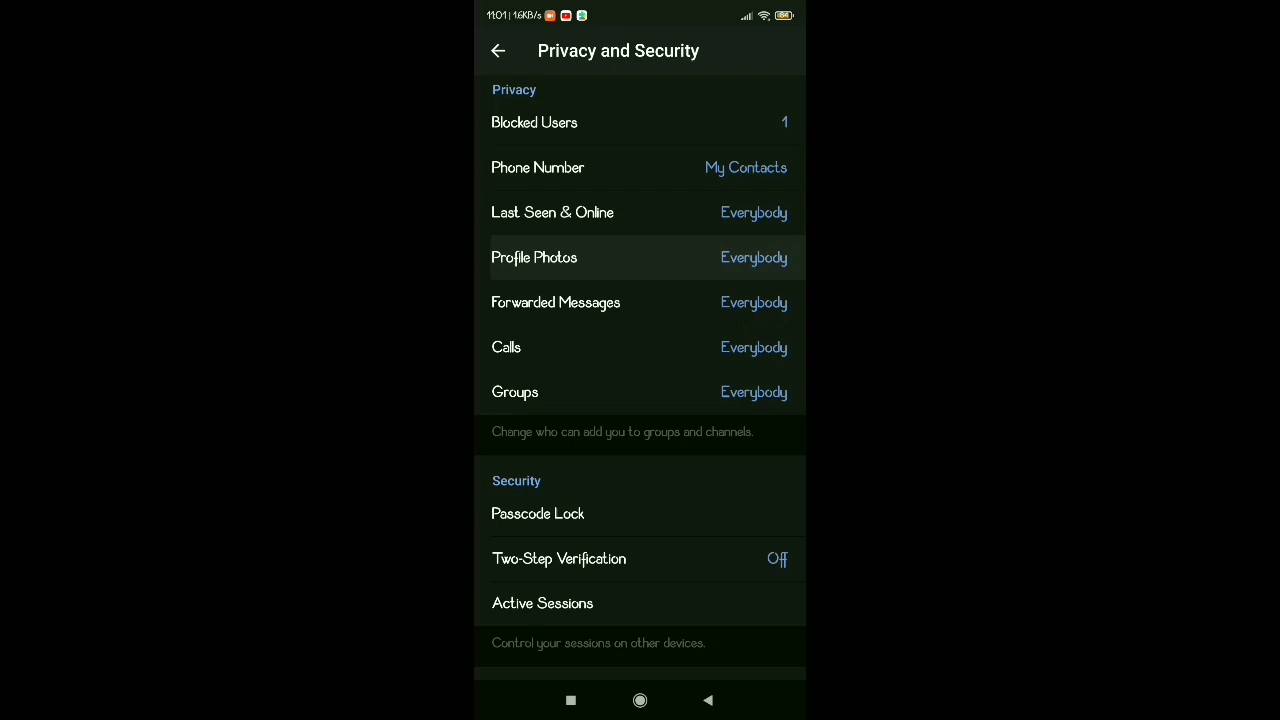 11:01 | 1.6KB/s 84
Privacy and Security
Privacy
Blocked Users 1
Phone Number My Contacts
Last Seen & Online Everybody
Profile Photos Everybody
Forwarded Messages Everybody
Calls Everybody
Groups Everybody
Change who can add you to groups and channels.
Security
Passcode Lock
Two-Step Verification Off
Active Sessions
Control your sessions on other devices.